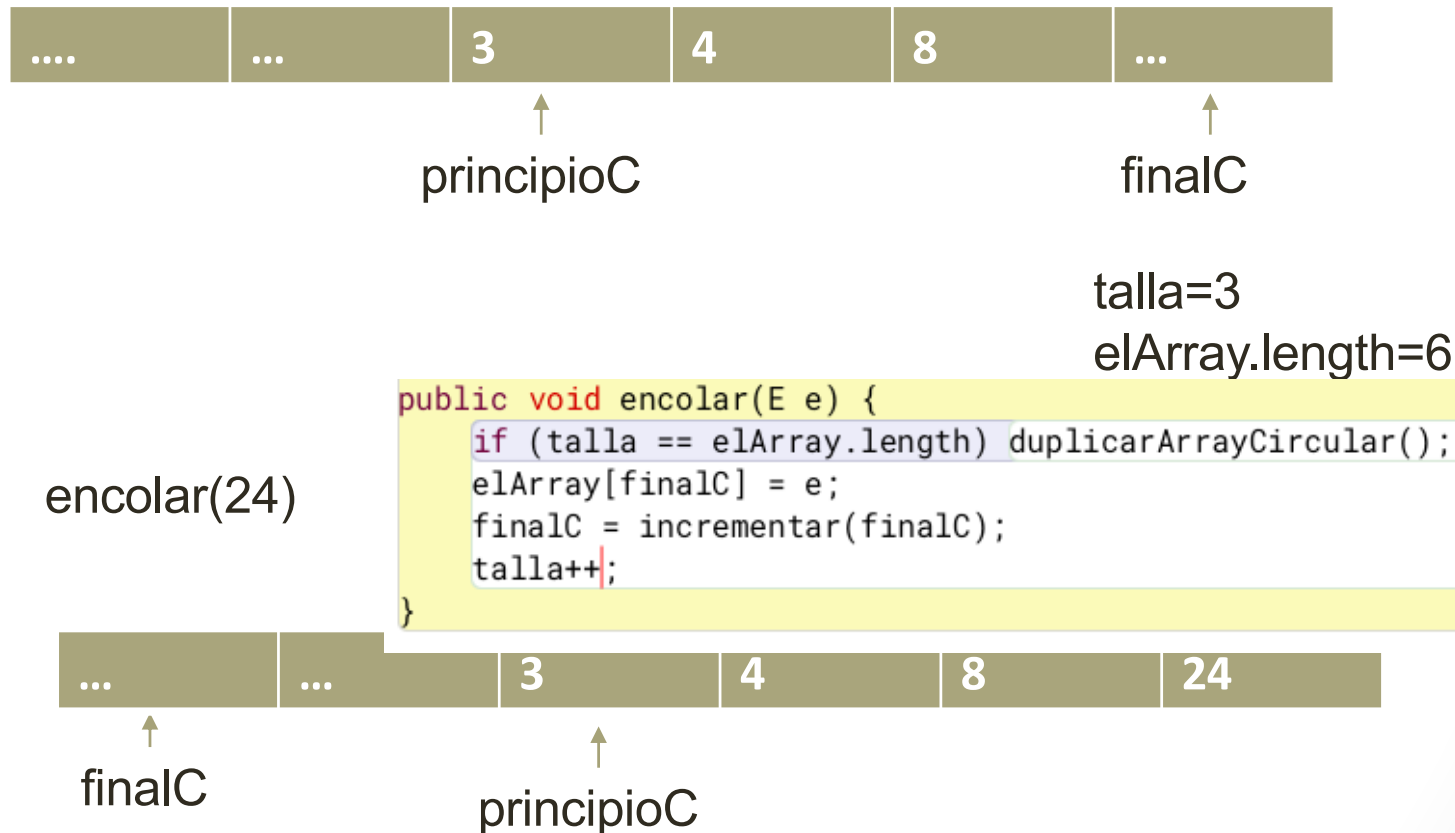 .... ... 3 4 8 ...
principioC finalC
talla=3
elArray.length=6
public void encolar(E e) {
if (talla == elArray.length) duplicarArrayCircular();
elArray[finalC] = e;
encolar(24)
finalC = incrementar(finalC);
talla++;
}
... ... 3 4 8 24
finalC principioC